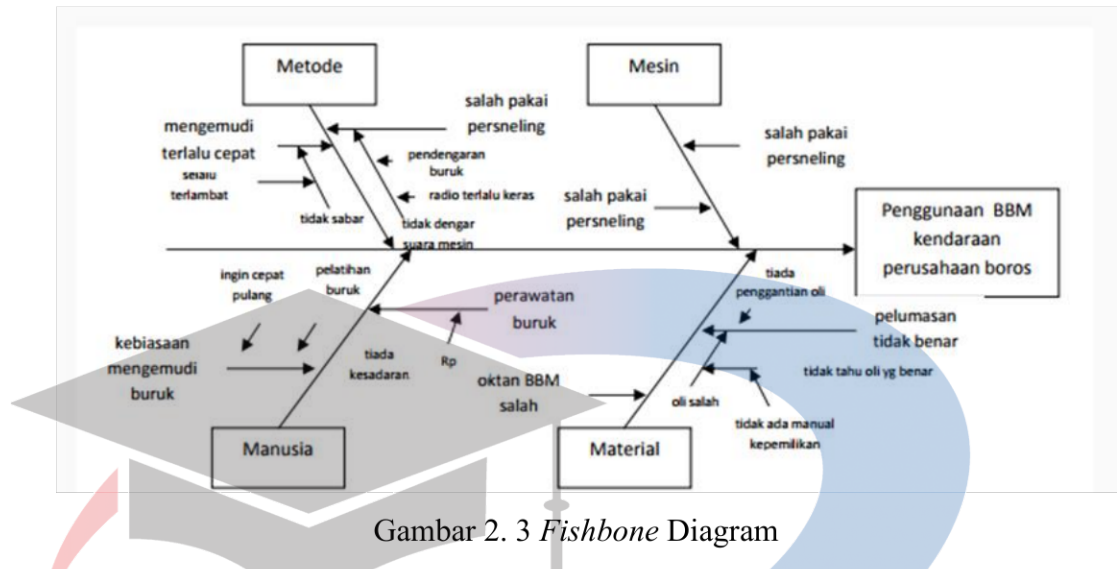 Metode
Mesin
salah pakai
persneling
mengemudi
terlalu cepat
selalu
terlambat
pendengaran
buruk
radio terlalu keras
tidak sabar
tidak dengar
suara mesin
salah pakai
persneling
salah pakai
persneling
Penggunaan BBM
kendaraan
perusahaan boros
ingin cepat
pulang
pelatihan
buruk
perawatan
buruk
tiada
penggantian oli
pelumasan
tidak benar
kebiasaan
mengemudi
buruk
tiada
kesadaran
Rp
oktan BBM
salah
oli salah
tidak tahu oli yg benar
tidak ada manual
kepemilikan
Manusia
Material
Gambar 2. 3 Fishbone Diagram